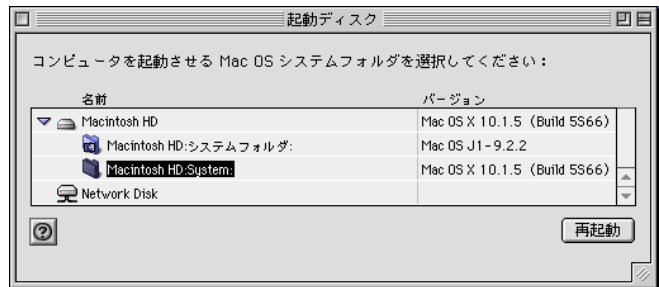 起動ディスク
コンピュータを起動させる Mac OS システムフォルダを選択してください：
名前 バージョン
Macintosh HD Mac OS X 10.1.5 (Build 5S66)
Macintosh HD:システムフォルダ: Mac OS J1-9.2.2
Macintosh HD:System: Mac OS X 10.1.5 (Build 5S66)
Network Disk
?
再起動